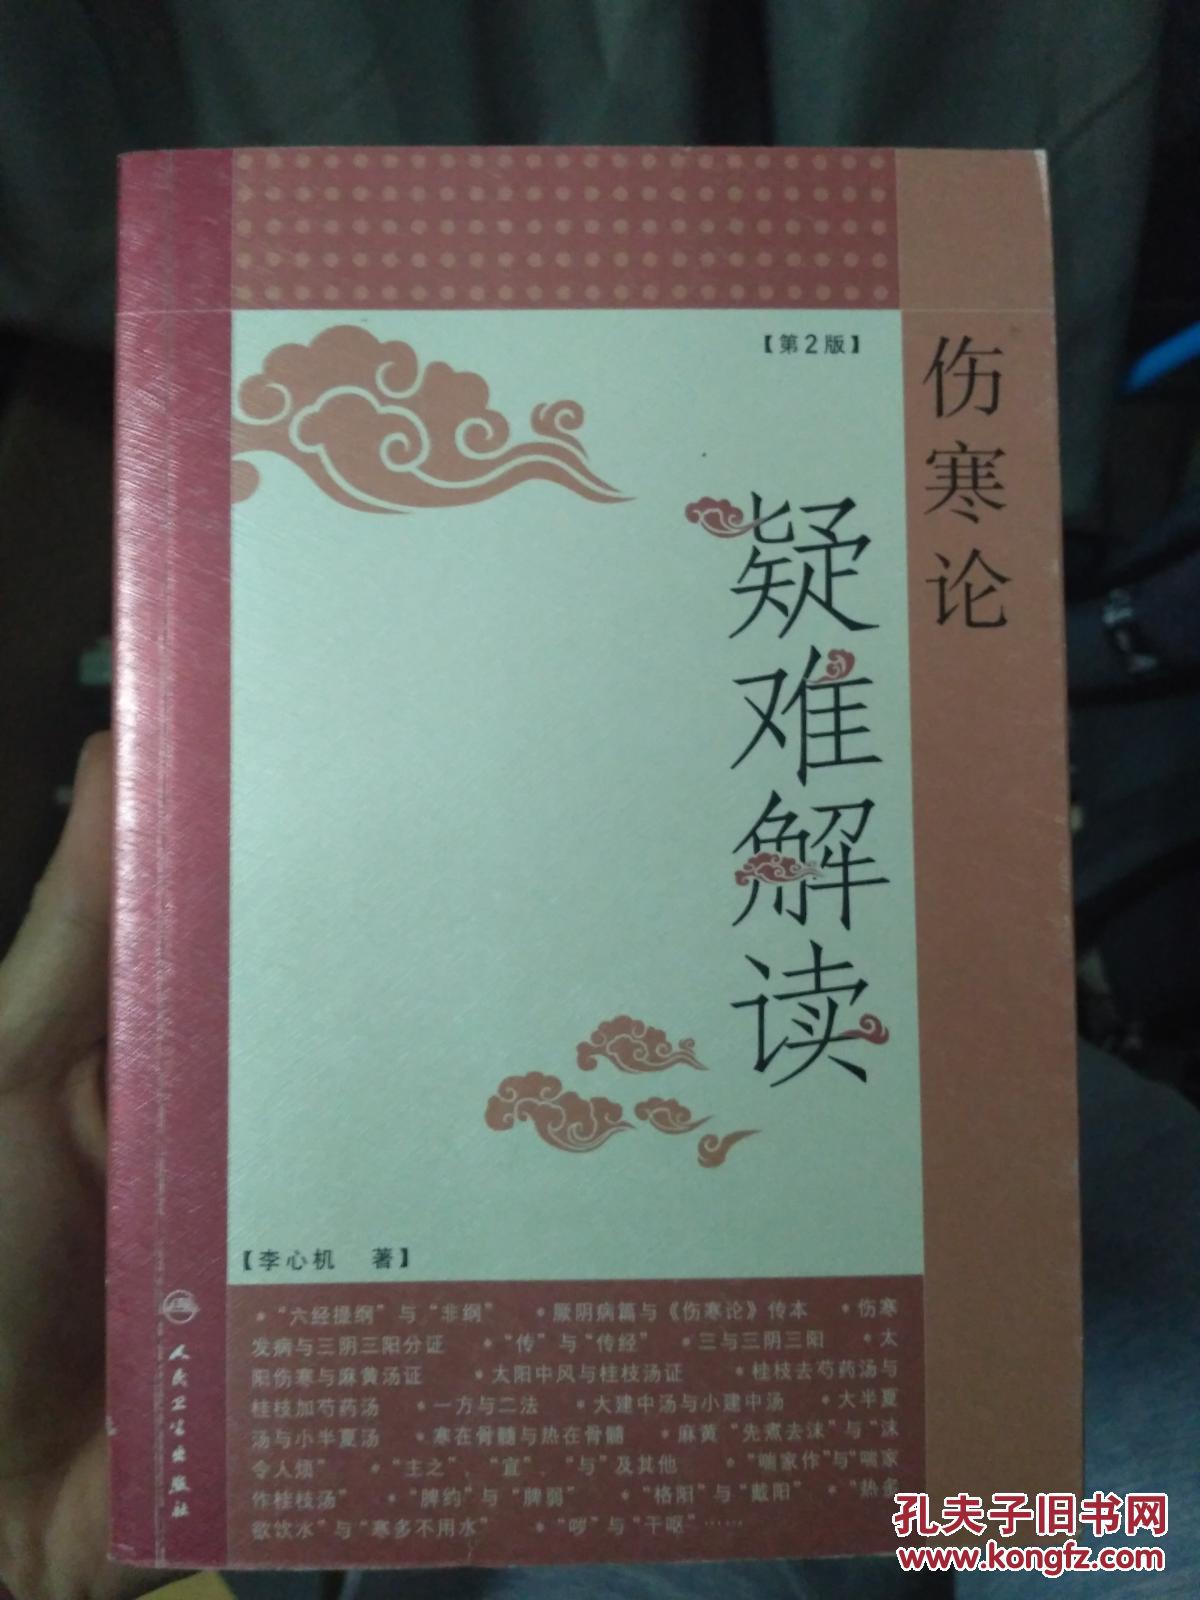 伤寒论
【第2版】
疑难解读
【李心机 著】
•“六经提纲”与“非纲” •厥阴病篇与《伤寒论》传本 •伤寒
发病与三阴三阳分证 •“传”与“传经” •三与三阴三阳 •太
阳伤寒与麻黄汤证 •太阳中风与桂枝汤证 •桂枝去芍药汤与
桂枝加芍药汤 •一方与二法 •大建中汤与小建中汤 •大半夏
汤与小半夏汤 •寒在骨髓与热在骨髓 •麻黄“先煮去沫”与“沫
令人烦” •“主之”、“宜”、“与”及其他 •“喘家作”与“喘家
作桂枝汤” •“脾约”与“脾弱” •“格阳”与“戴阳” •“热多
欲饮水”与“寒多不用水” •“哕”与“干呕”……
人民卫生出版社
孔夫子旧书网
www.kongfz.com